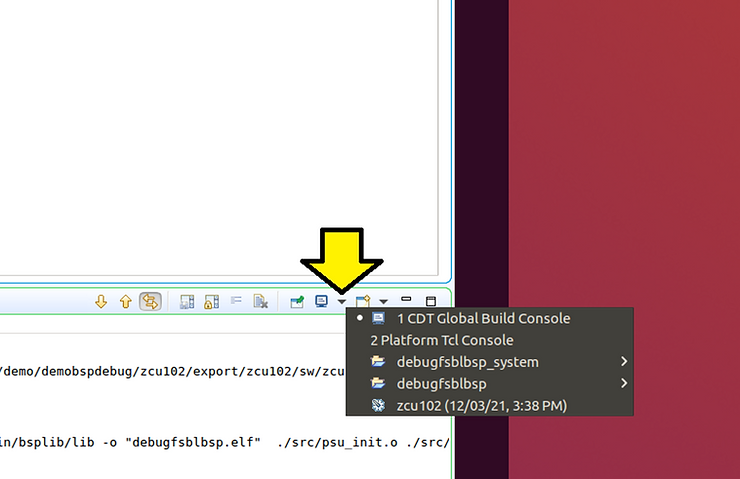 1 CDT Global Build Console
2 Platform Tcl Console
debugfsblbsp_system
debugfsblbsp
zcu102 (12/03/21, 3:38 PM)
/demo/demobspdebug/zcu102/export/zcu102/sw/zcu
in/bsplib/lib -o "debugfsblbsp.elf" ./src/psu_init.o ./src/